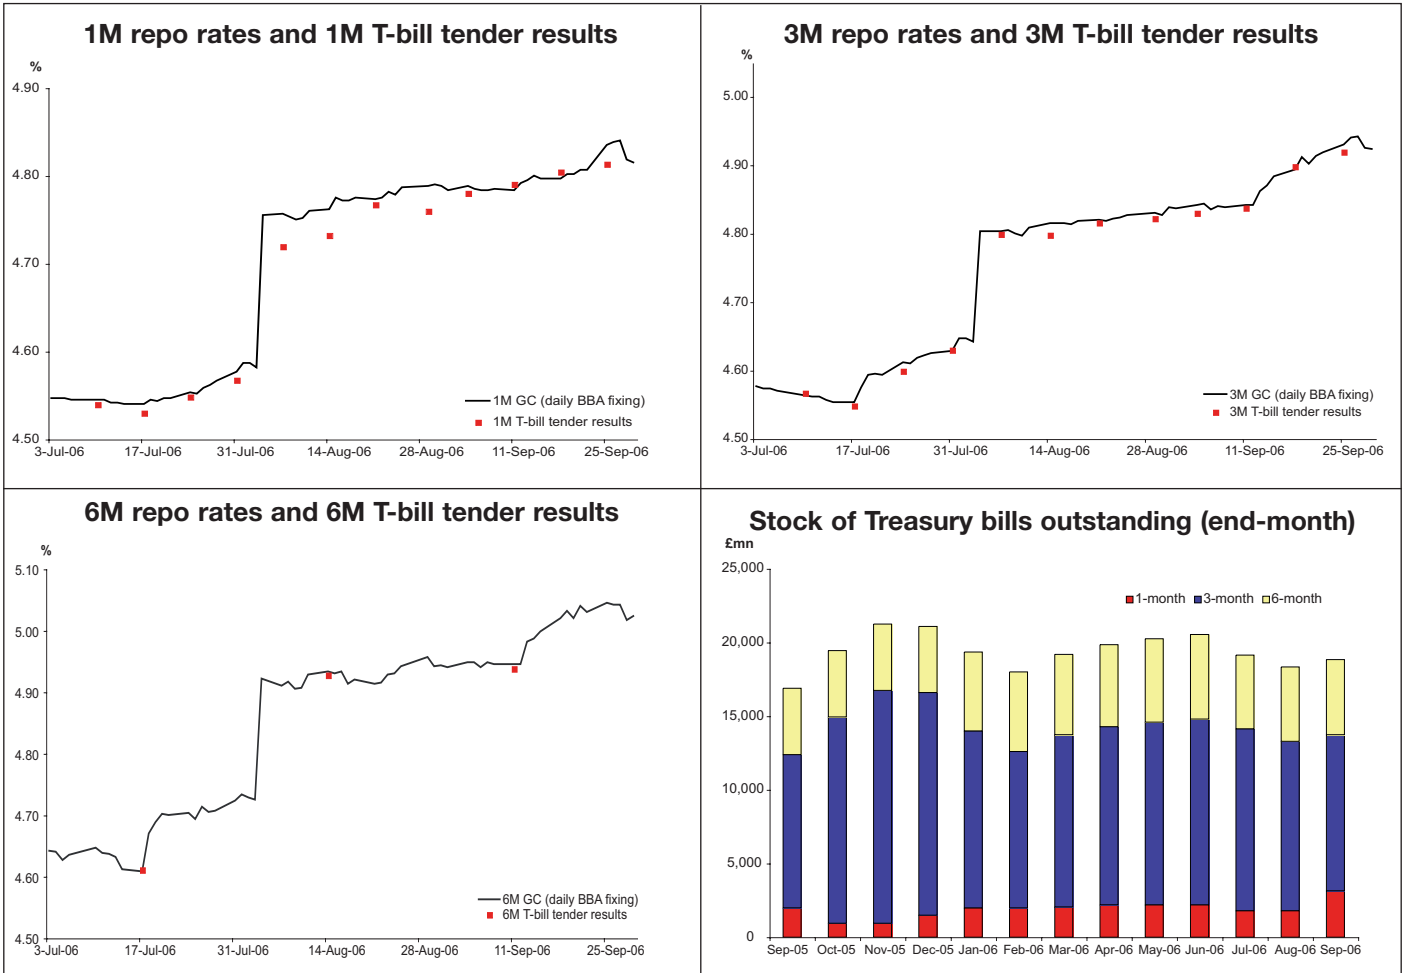 1M repo rates and 1M T-bill tender results
%
4.90
4.80
4.70
4.60
4.50
1M GC (daily BBA fixing)
1M T-bill tender results
3-Jul-06 17-Jul-06 31-Jul-06 14-Aug-06 28-Aug-06 11-Sep-06 25-Sep-06
3M repo rates and 3M T-bill tender results
%
5.00
4.90
4.80
4.70
4.60
4.50
3M GC (daily BBA fixing)
3M T-bill tender results
3-Jul-06 17-Jul-06 31-Jul-06 14-Aug-06 28-Aug-06 11-Sep-06 25-Sep-06
6M repo rates and 6M T-bill tender results
%
5.10
5.00
4.90
4.80
4.70
4.60
4.50
6M GC (daily BBA fixing)
6M T-bill tender results
3-Jul-06 17-Jul-06 31-Jul-06 14-Aug-06 28-Aug-06 11-Sep-06 25-Sep-06
Stock of Treasury bills outstanding (end-month)
£mn
25,000
1-month 3-month 6-month
20,000
15,000
10,000
5,000
0
Sep-05 Oct-05 Nov-05 Dec-05 Jan-06 Feb-06 Mar-06 Apr-06 May-06 Jun-06 Jul-06 Aug-06 Sep-06